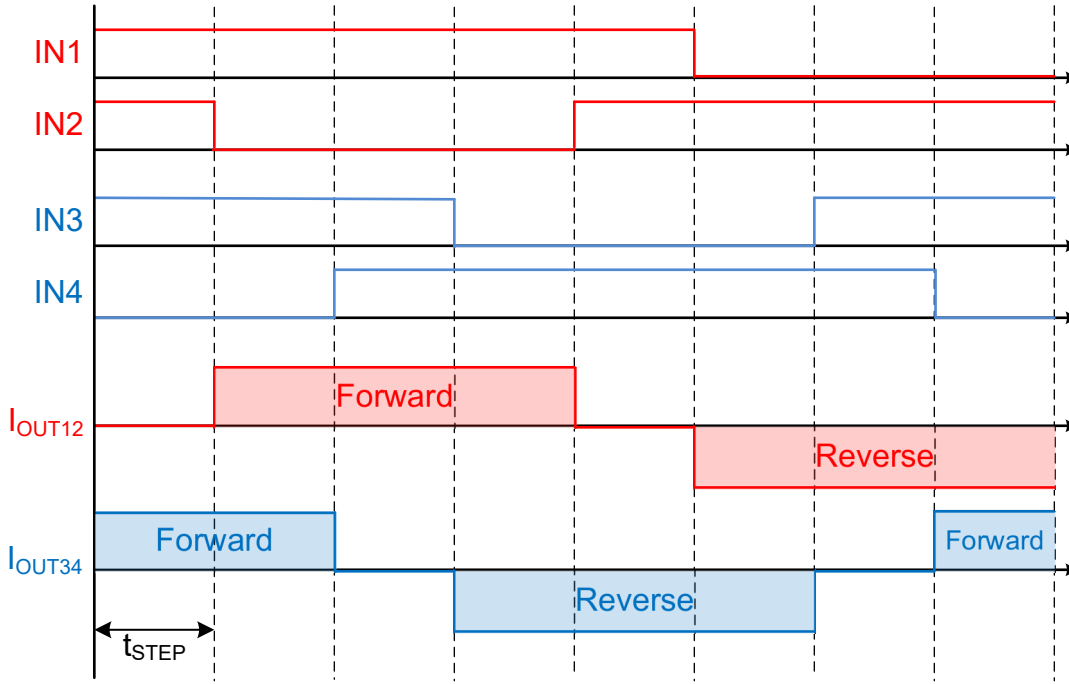 IN1
IN2
IN3
IN4
Forward
IOUT12
Reverse
Forward
Forward
IOUT34
Reverse
tSTEP